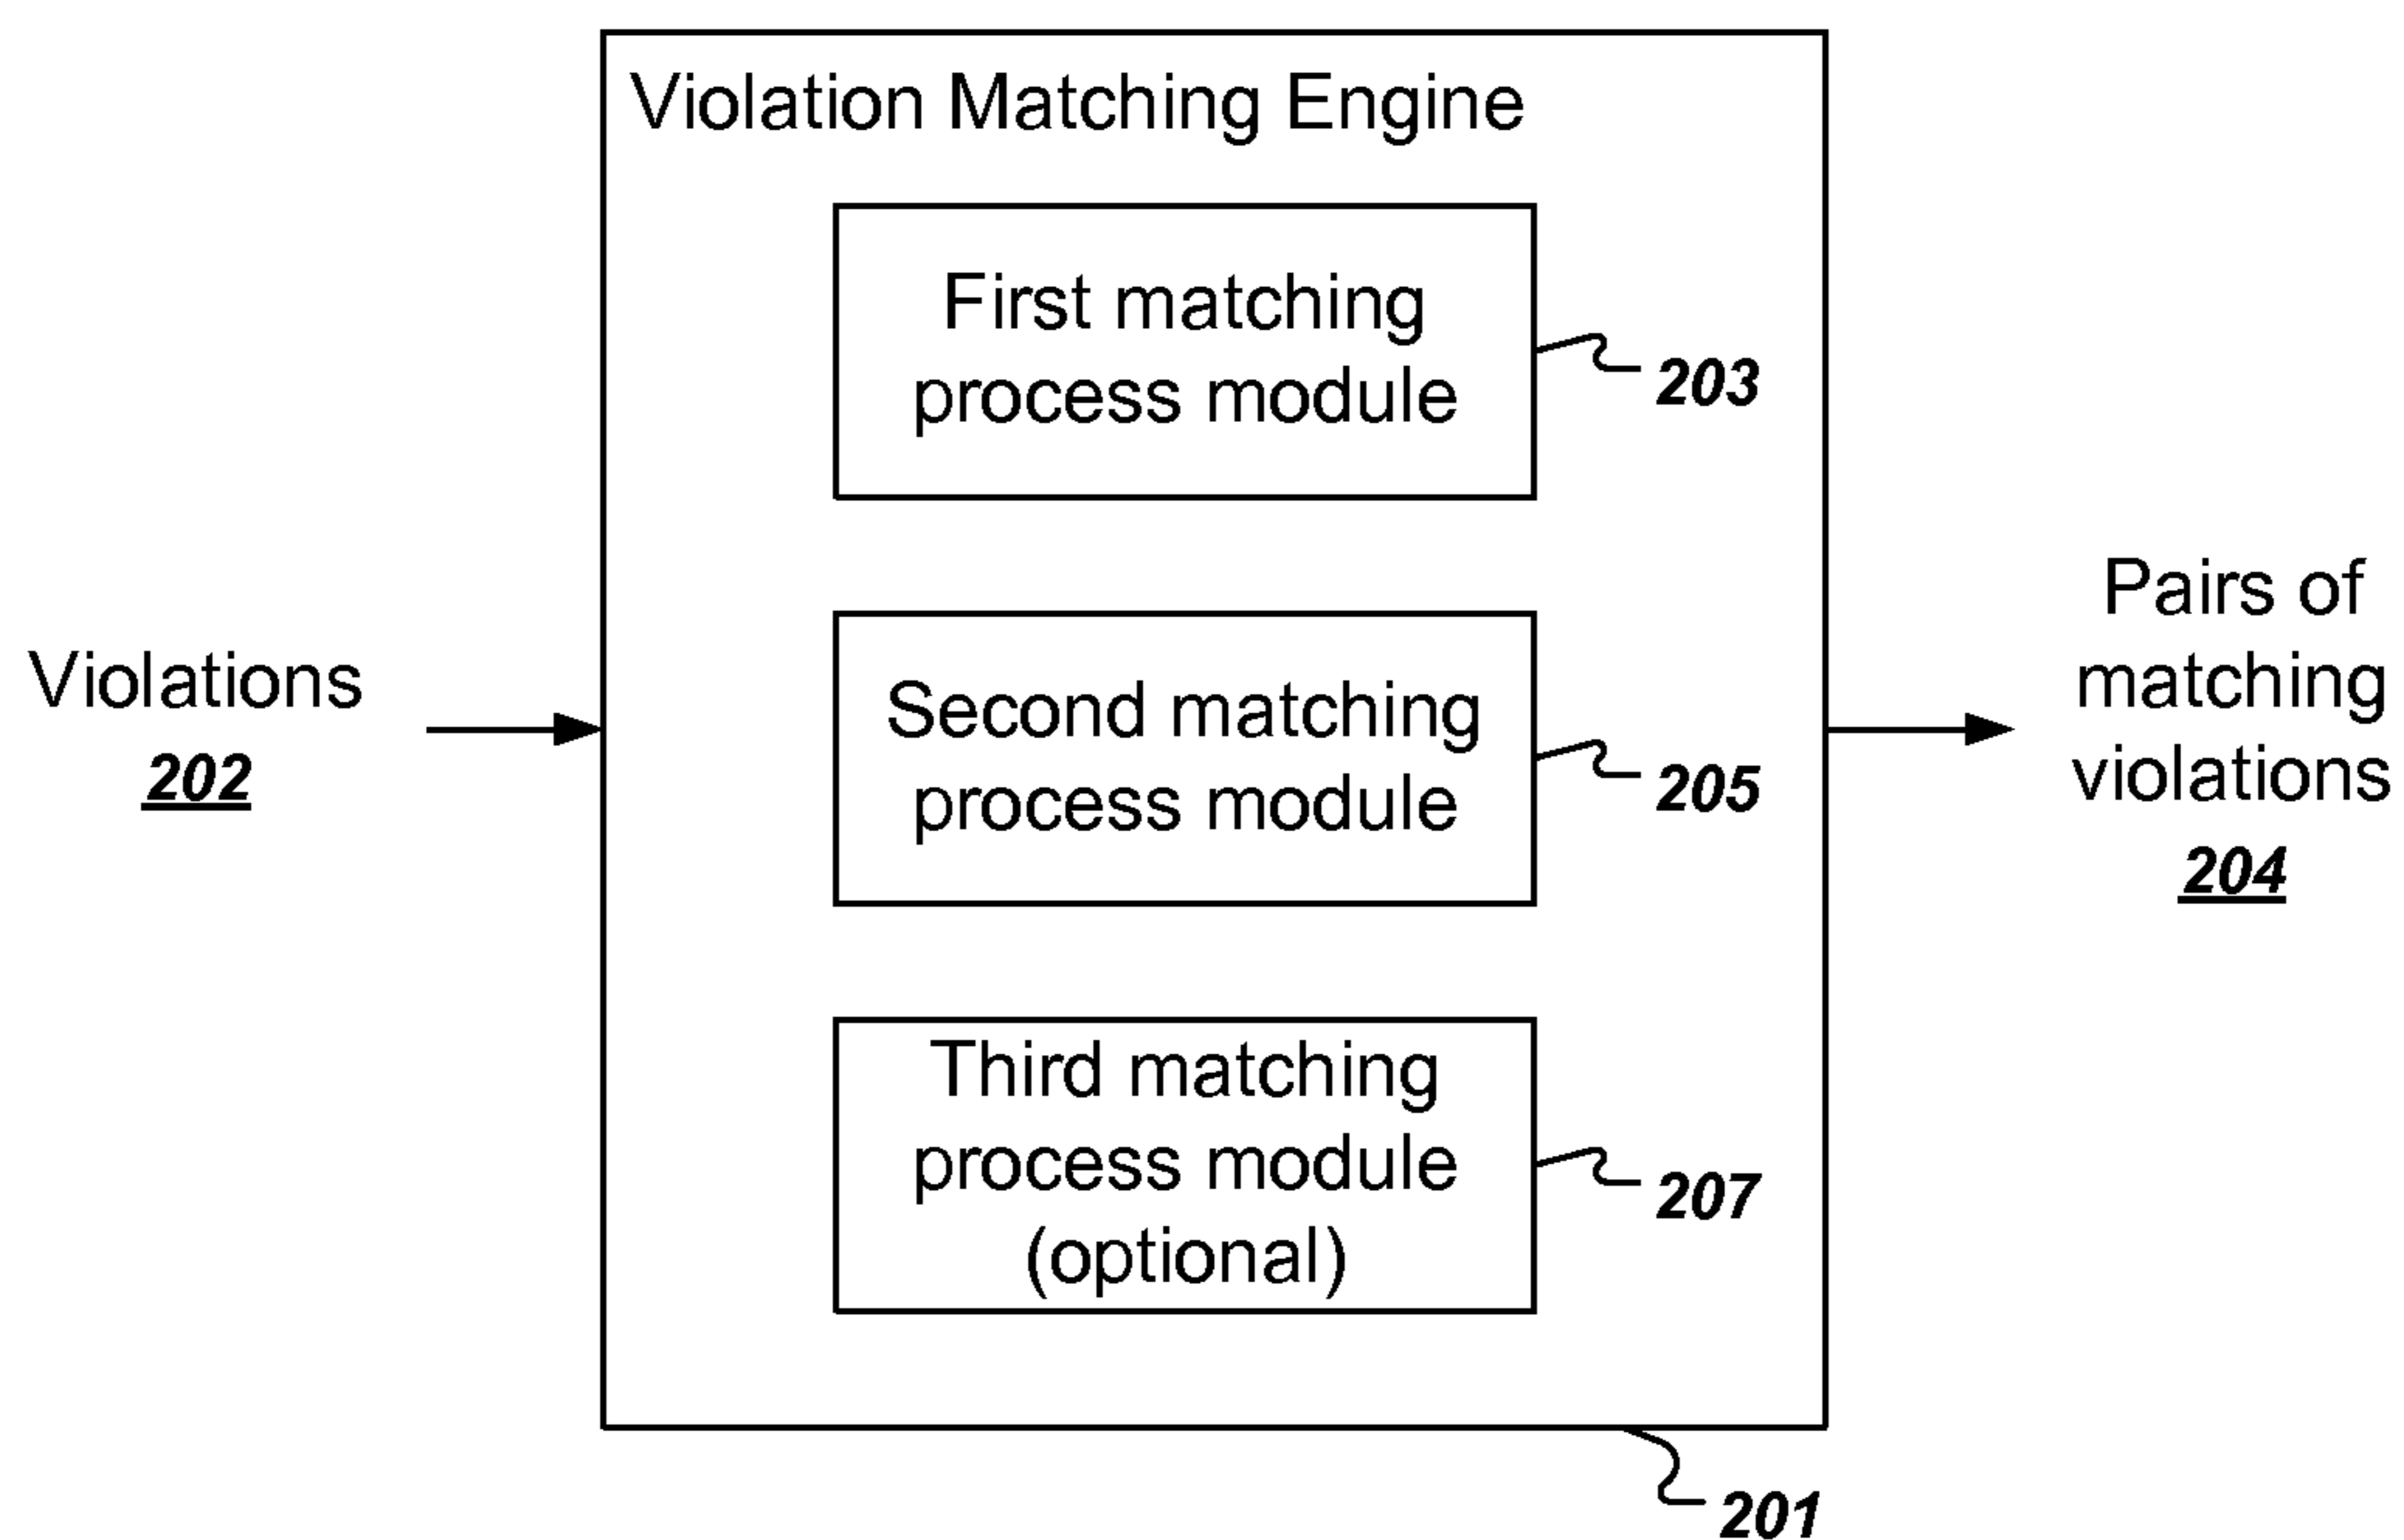 Violation Matching Engine
First matching
process module
203
Violations
202
Second matching
process module
205
Third matching
process module
(optional)
207
Pairs of
matching
violations
204
201